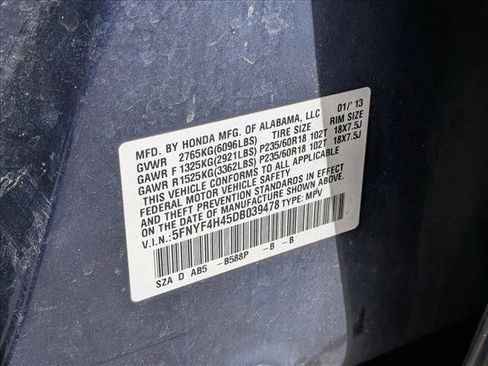 MFD. BY HONDA MFG. OF ALABAMA, LLC 01/'13
GVWR 2765KG(6096LBS) TIRE SIZE RIM SIZE
GAWR F 1325KG(2921LBS) P235/60R18 102T 18X7.5J
GAWR R 1525KG(3362LBS) P235/60R18 102T 18X7.5J
THIS VEHICLE CONFORMS TO ALL APPLICABLE
FEDERAL MOTOR VEHICLE SAFETY STANDARDS IN
EFFECT ON THE DATE OF MANUFACTURE SHOWN ABOVE.
V.I.N.: 5FNYF4H45DB039478 TYPE: MPV
SZA D AB5 -B588P -B -B